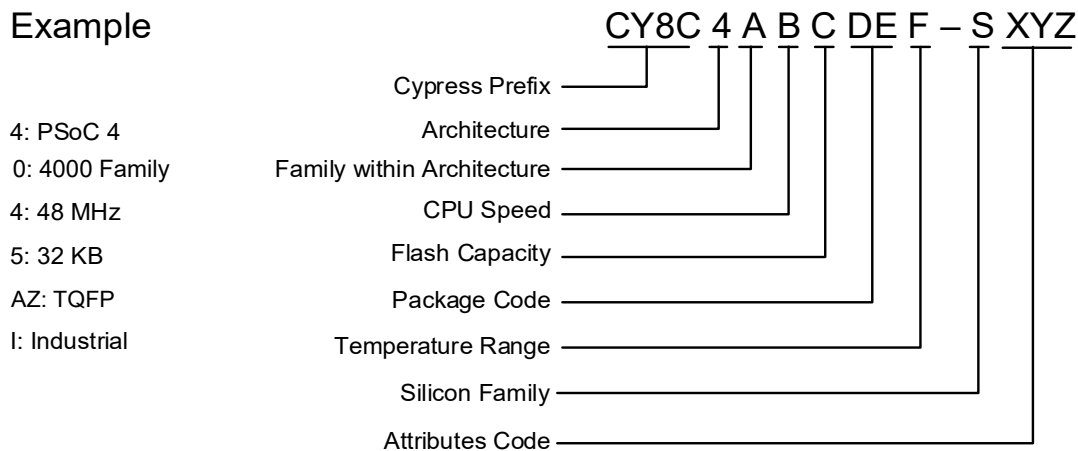 Example CY8C 4 A B C DE F – S XYZ
Cypress Prefix
4: PSoC 4 Architecture
0: 4000 Family Family within Architecture
4: 48 MHz CPU Speed
5: 32 KB Flash Capacity
AZ: TQFP Package Code
I: Industrial Temperature Range
Silicon Family
Attributes Code